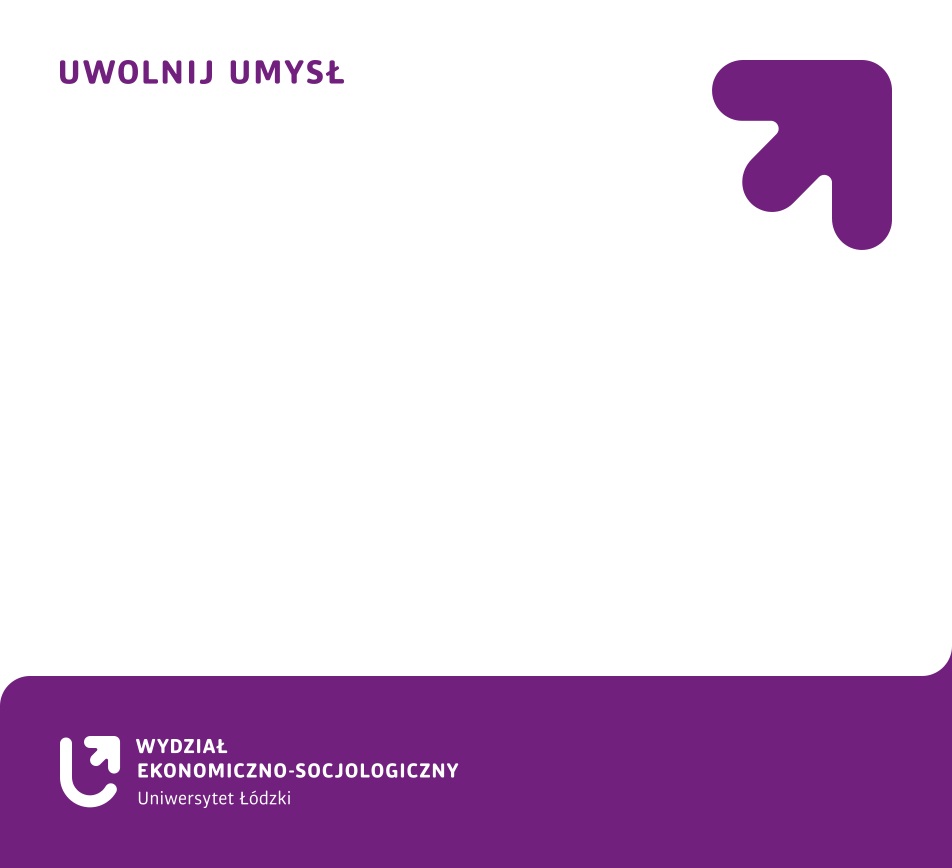 UWOLNIJ UMYSŁ
WYDZIAŁ
EKONOMICZNO-SOCJOLOGICZNY
Uniwersytet Łódzki